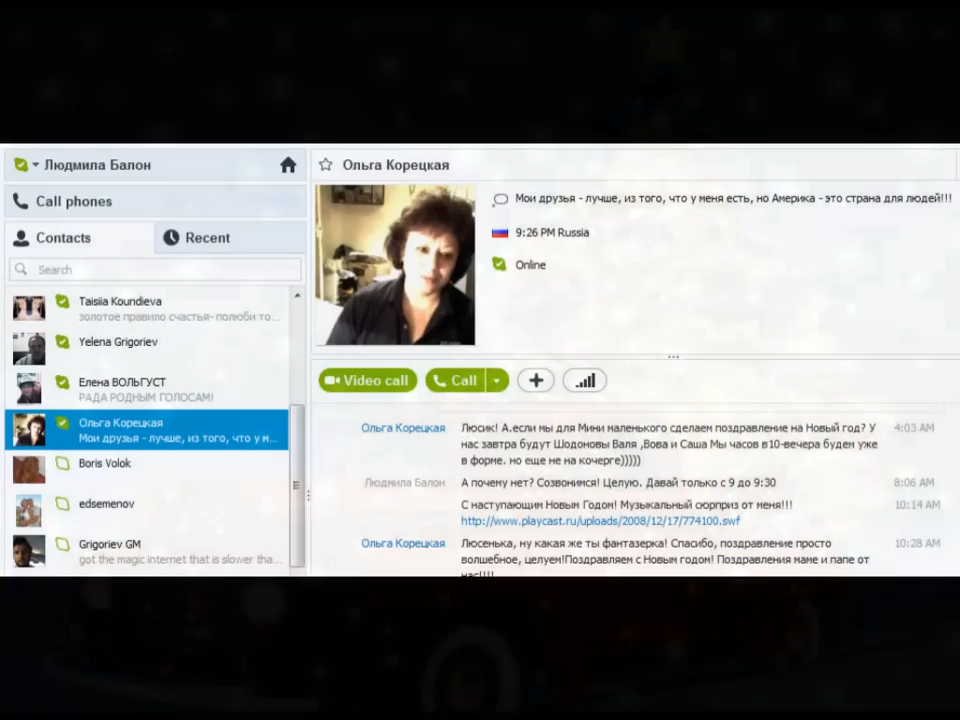 Людмила Балон
Call phones
Contacts
Recent
Search
Taisiia Koundieva
золотое правило счастья- полюби то...
Yelena Grigoriev
Елена ВОЛЬГУСТ
РАДА РОДНЫМ ГОЛОСАМ!
Ольга Корецкая
Мои друзья - лучше, из того, что у м...
Boris Volok
edsemenov
Grigoriev GM
got the magic internet that is slower tha...
Ольга Корецкая
Мои друзья - лучше, из того, что у меня есть, но Америка - это страна для людей!!!
9:26 PM Russia
Online
Video call
Call
Ольга Корецкая
Люсик! А.если мы для Мини маленького сделаем поздравление на Новый год? У
4:03 AM
нас завтра будут Шодоновы Валя ,Вова и Саша Мы часов в10-вечера будем уже
в форме. но еще не на кочерге)))))
Людмила Балон
А почему нет? Созвонимся! Целую. Давай только с 9 до 9:30
8:06 AM
С наступающим Новым Годом! Музыкальный сюрприз от меня!!!
10:14 AM
http://www.playcast.ru/uploads/2008/12/17/774100.swf
Ольга Корецкая
Люсенька, ну какая же ты фантазерка! Спасибо, поздравление просто
10:28 AM
волшебное, целуем!Поздравляем с Новым годом! Поздравления маме и папе от
нас!!!!